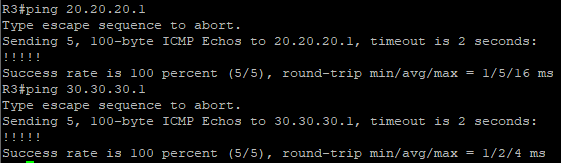 R3#ping 20.20.20.1
Type escape sequence to abort.
Sending 5, 100-byte ICMP Echos to 20.20.20.1, timeout is 2 seconds:
!!!!!
Success rate is 100 percent (5/5), round-trip min/avg/max = 1/5/16 ms
R3#ping 30.30.30.1
Type escape sequence to abort.
Sending 5, 100-byte ICMP Echos to 30.30.30.1, timeout is 2 seconds:
!!!!!
Success rate is 100 percent (5/5), round-trip min/avg/max = 1/2/4 ms